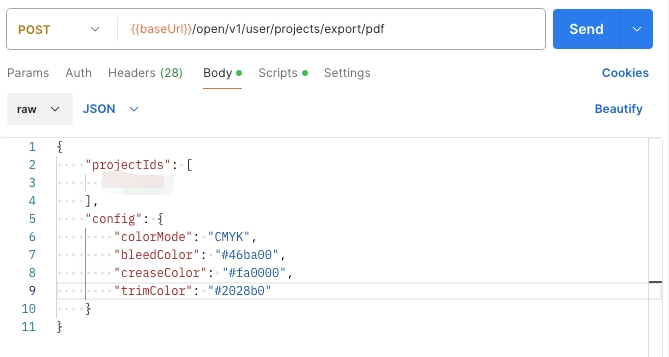 POST {{baseUrl}}/open/v1/user/projects/export/pdf Send
Params Auth Headers (28) Body Scripts Settings Cookies
raw JSON Beautify
1 {
2 "projectIds": [
3
4 ],
5 "config": {
6 "colorMode": "CMYK",
7 "bleedColor": "#46ba00",
8 "creaseColor": "#fa0000",
9 "trimColor": "#2028b0"
10 }
11 }